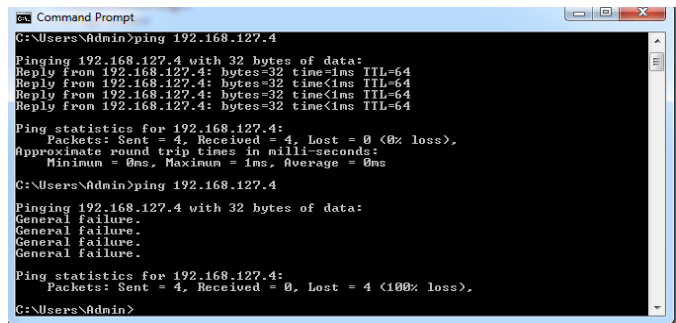 Command Prompt
C:\Users\Admin>ping 192.168.127.4
Pinging 192.168.127.4 with 32 bytes of data:
Reply from 192.168.127.4: bytes=32 time=1ms TTL=64
Reply from 192.168.127.4: bytes=32 time<1ms TTL=64
Reply from 192.168.127.4: bytes=32 time<1ms TTL=64
Reply from 192.168.127.4: bytes=32 time<1ms TTL=64
Ping statistics for 192.168.127.4:
Packets: Sent = 4, Received = 4, Lost = 0 (0% loss),
Approximate round trip times in milli-seconds:
Minimum = 0ms, Maximum = 1ms, Average = 0ms
C:\Users\Admin>ping 192.168.127.4
Pinging 192.168.127.4 with 32 bytes of data:
General failure.
General failure.
General failure.
General failure.
Ping statistics for 192.168.127.4:
Packets: Sent = 4, Received = 0, Lost = 4 (100% loss),
C:\Users\Admin>